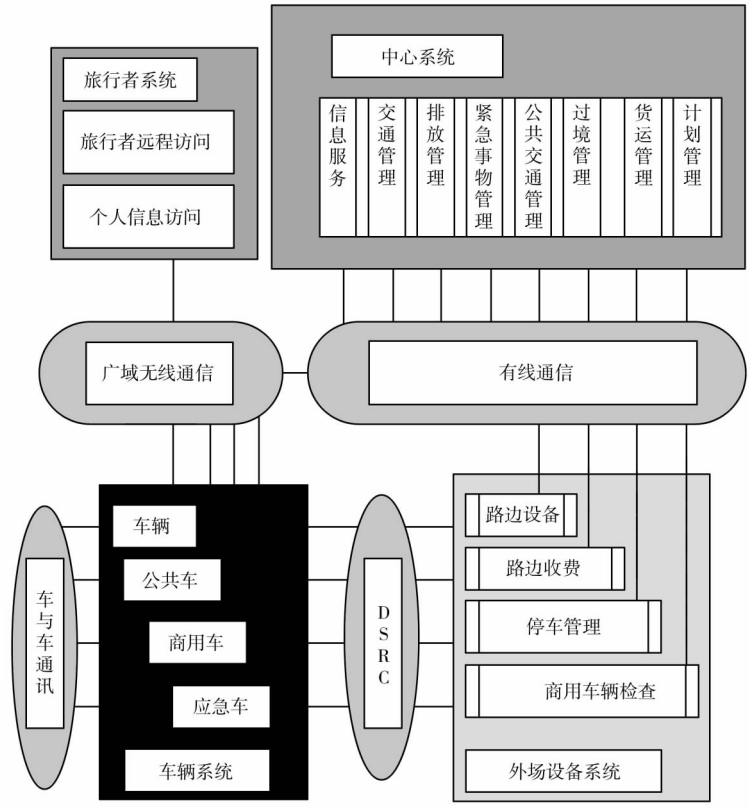 旅行者系统
旅行者远程访问
个人信息访问
中心系统
信息服务
交通管理
排放管理
紧急事物管理
公共交通管理
过境管理
货运管理
计划管理
广域无线通信
有线通信
车与车通讯
车辆
公共车
商用车
应急车
车辆系统
DSRC
路边设备
路边收费
停车管理
商用车辆检查
外场设备系统